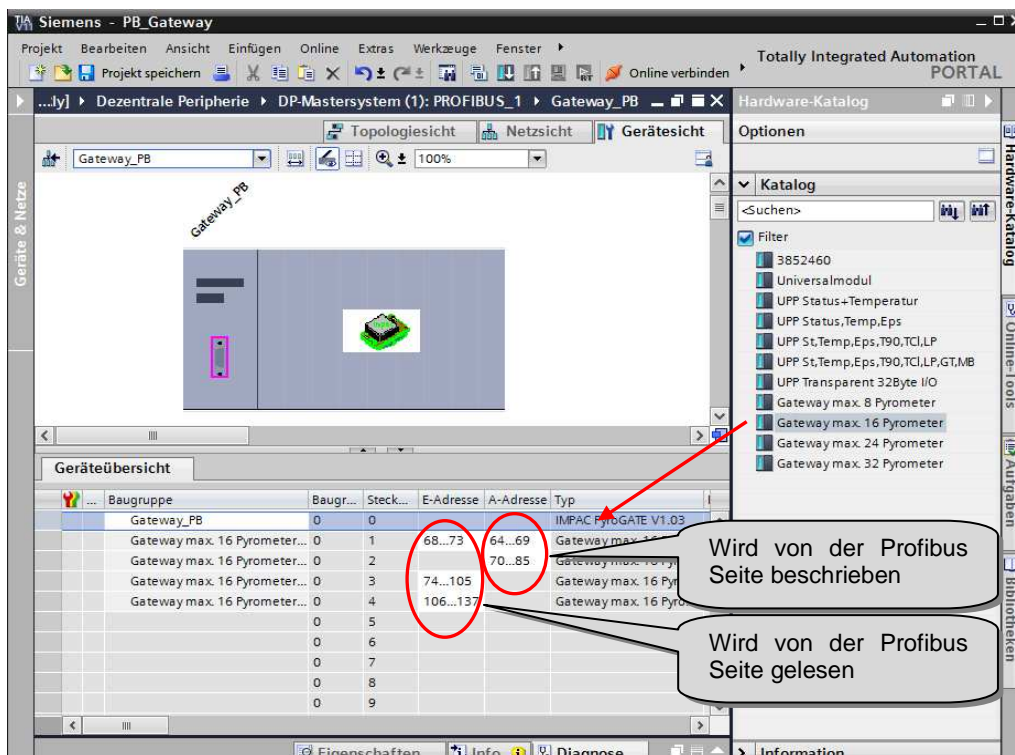 Siemens - PB_Gateway
Projekt Bearbeiten Ansicht Einfügen Online Extras Werkzeuge Fenster
Totally Integrated Automation
PORTAL
Projekt speichern
Online verbinden
...ly] Dezentrale Peripherie DP-Mastersystem (1): PROFIBUS_1 Gateway_PB
Hardware-Katalog
Topologiesicht Netzsicht Gerätesicht
Optionen
Gateway_PB
100%
Geräte & Netze
Gateway_PB
Katalog
<Suchen>
Filter
3852460
Universalmodul
UPP Status+Temperatur
UPP Status,Temp,Eps
UPP St,Temp,Eps,T90,TCl,LP
UPP St,Temp,Eps,T90,TCl,LP,GT,MB
UPP Transparent 32Byte I/O
Gateway max. 8 Pyrometer
Gateway max. 16 Pyrometer
Gateway max. 24 Pyrometer
Gateway max. 32 Pyrometer
Hardware-Katalog
Online-Tools
Aufgaben
Bibliotheken
Geräteübersicht
... Baugruppe Baugr... Steck... E-Adresse A-Adresse Typ
Gateway_PB 0 0 IMPAC PyroGATE V1.03
Gateway max. 16 Pyrometer... 0 1 68...73 64...69 Gateway max. 16
Gateway max. 16 Pyrometer... 0 2 70...85 Gateway max. 16
Gateway max. 16 Pyrometer... 0 3 74...105 Gateway max. 16 Pyr
Gateway max. 16 Pyrometer... 0 4 106...137 Gateway max. 16 Pyro
0 5
0 6
0 7
0 8
0 9
Wird von der Profibus
Seite beschrieben
Wird von der Profibus
Seite gelesen
Eigenschaften Info Diagnose
Information